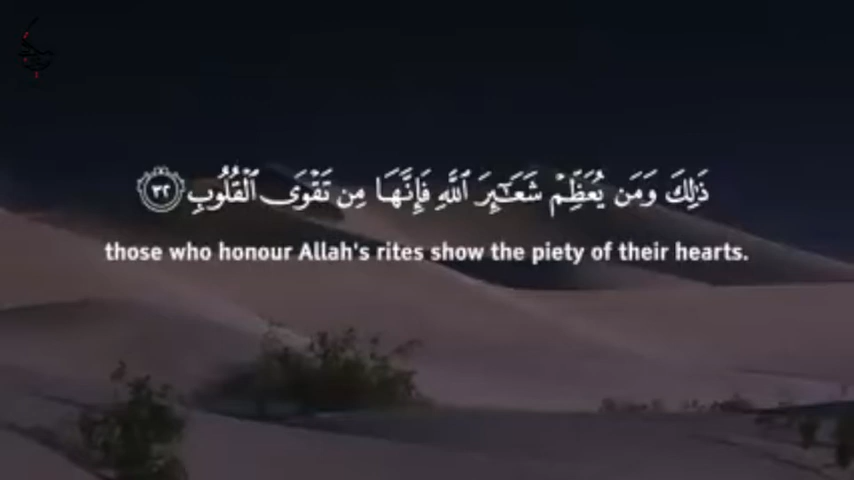 ذَٰلِكَ وَمَن يُعَظِّمْ شَعَـٰٓئِرَ ٱللَّهِ فَإِنَّهَا مِن تَقْوَى ٱلْقُلُوبِ ٣٢
those who honour Allah's rites show the piety of their hearts.